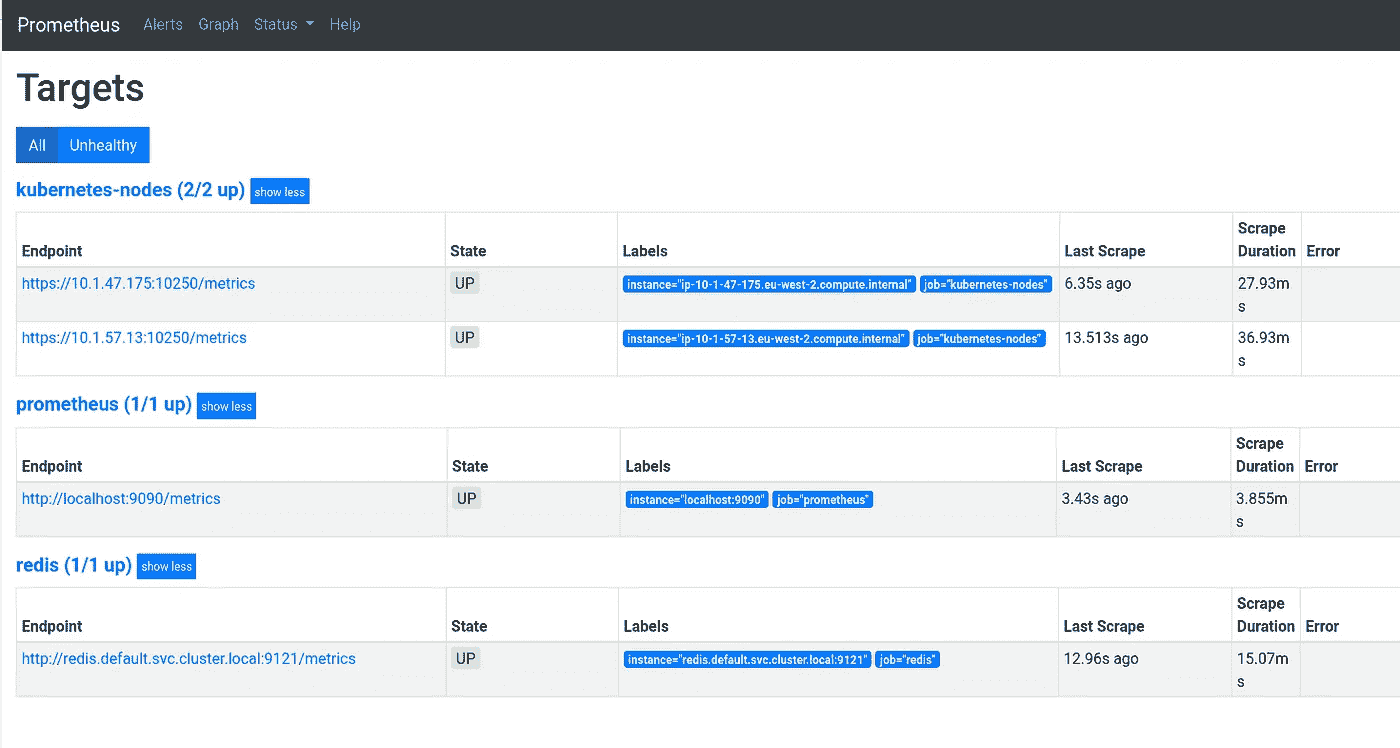 Prometheus Alerts Graph Status Help
Targets
All Unhealthy
kubernetes-nodes (2/2 up) show less
Scrape
Endpoint State Labels Last Scrape Duration Error
https://10.1.47.175:10250/metrics UP instance="ip-10-1-47-175.eu-west-2.compute.internal" job="kubernetes-nodes" 6.35s ago 27.93m
s
https://10.1.57.13:10250/metrics UP instance="ip-10-1-57-13.eu-west-2.compute.internal" job="kubernetes-nodes" 13.513s ago 36.93m
s
prometheus (1/1 up) show less
Scrape
Endpoint State Labels Last Scrape Duration Error
http://localhost:9090/metrics UP instance="localhost:9090" job="prometheus" 3.43s ago 3.855m
s
redis (1/1 up) show less
Scrape
Endpoint State Labels Last Scrape Duration Error
http://redis.default.svc.cluster.local:9121/metrics UP instance="redis.default.svc.cluster.local:9121" job="redis" 12.96s ago 15.07m
s